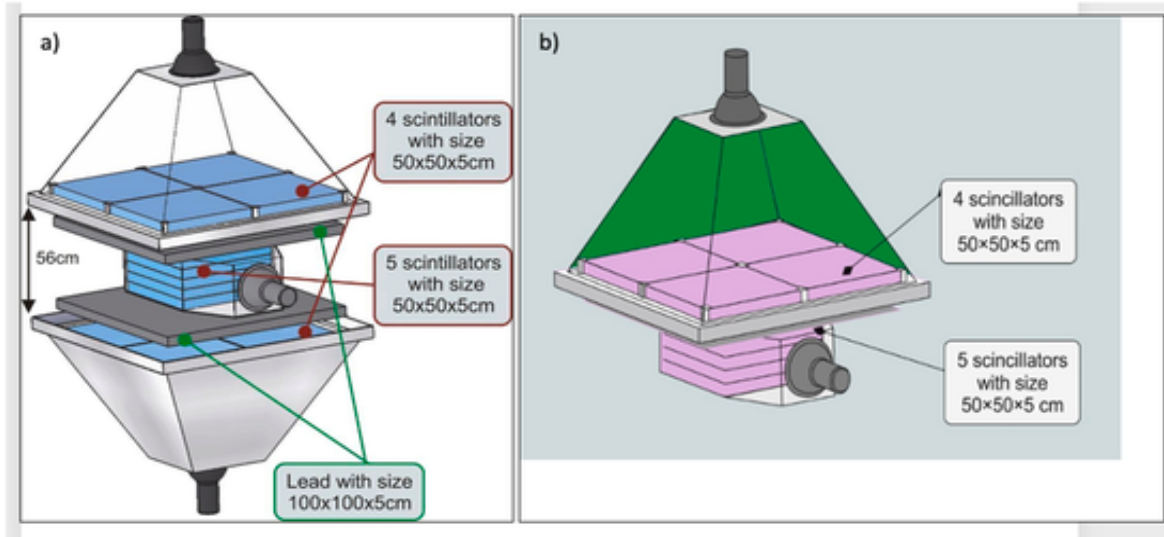 a)
4 scintillators
with size
50x50x5cm
56cm
5 scintillators
with size
50x50x5cm
Lead with size
100x100x5cm
b)
4 scincillators
with size
50×50×5 cm
5 scincillators
with size
50×50×5 cm